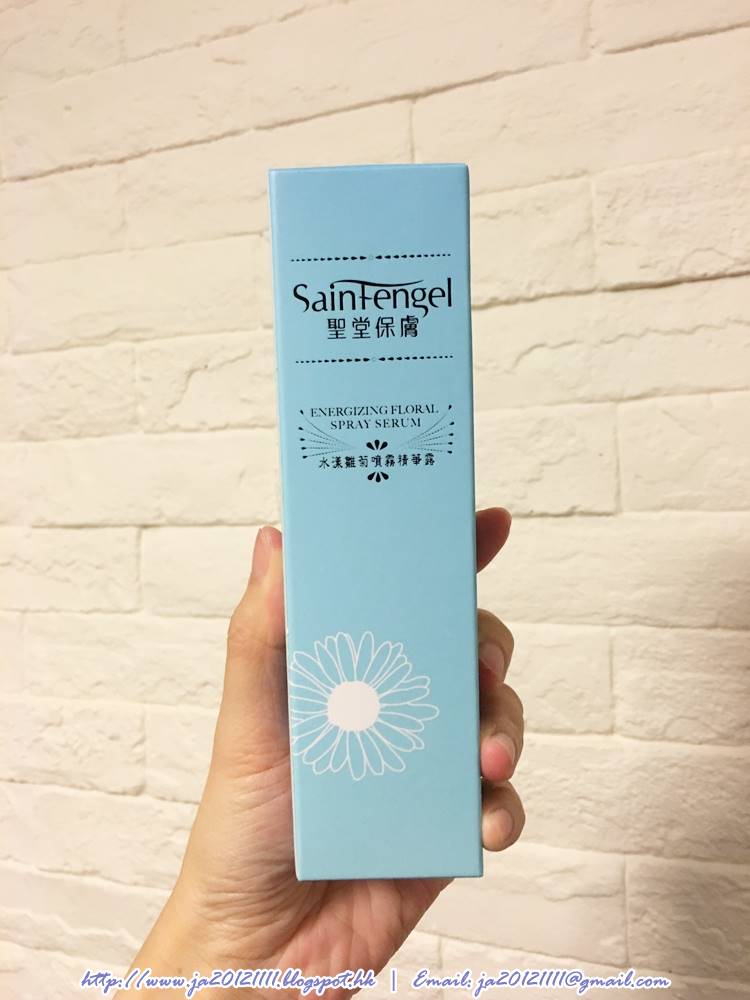 Saintengel
聖堂保膚
ENERGIZING FLORAL
SPRAY SERUM
水漾雛菊噴霧精華露
http://www.ja20121111.blogspot.hk | Email: ja20121111@gmail.com